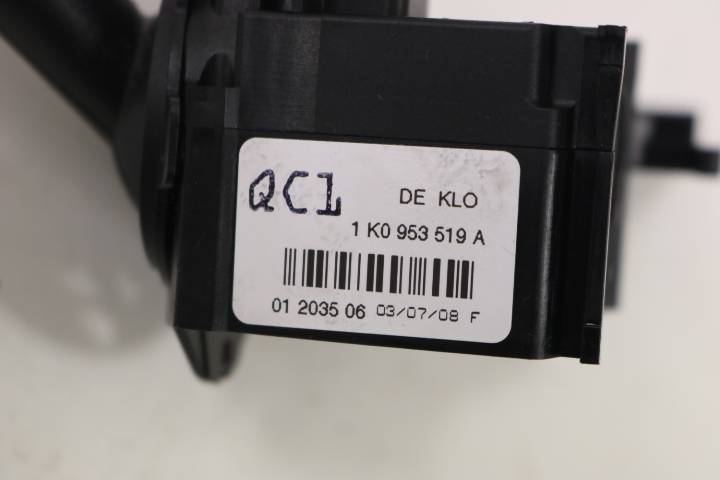 QC1 DE KLO
1 K0 953 519 A
01 2035 06 03/07/08 F